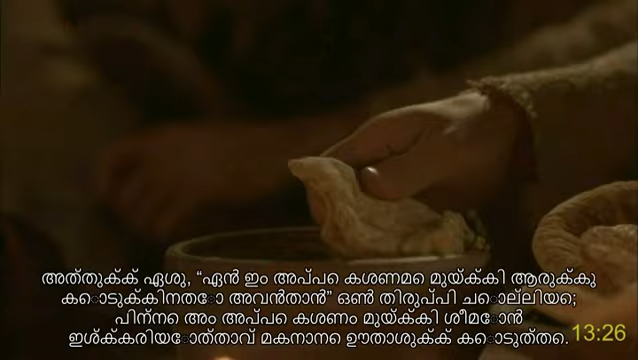 അത്തുക്ക് ഏശു, “ഏൻ ഇം അപ്പെ കശണമെ മുയ്ക്കി ആരുക്കു
കൊടുക്കിനതോ അവൻതാൻ” ഒൺ തിരുപ്പി ചൊല്ലിയെ;
പിന്നെ അം അപ്പെ കശണം മുയ്ക്കി ശീമോൻ
ഇശ്ക്കരിയോത്താവ് മകനാനെ ഊതാശുക്ക് കൊടുത്തെ.
13:26